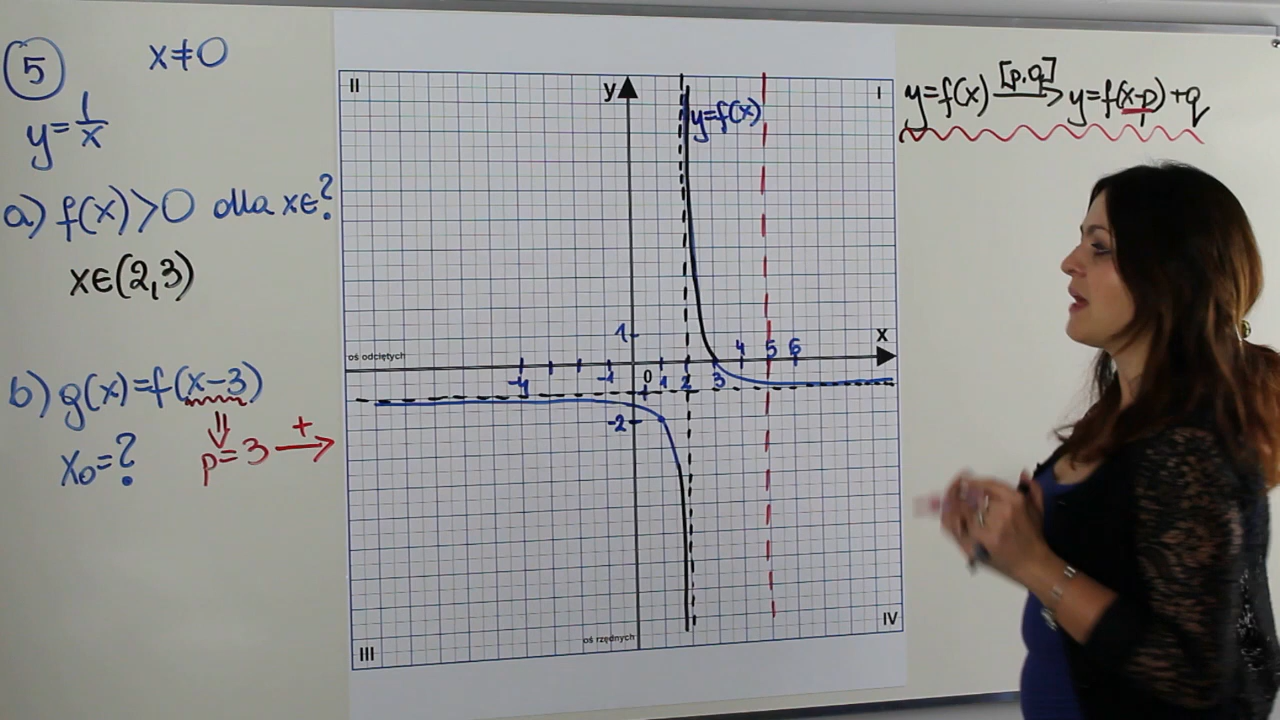 5
x≠0
y=1/x
a) f(x)>0 dla x∈?
x∈(2,3)
b) g(x)=f(x-3)
⇓
x₀=? p=3 + →
II
y
I
y=f(x)
1
oś odciętych
x
4 5 6
-4 -1 0 1 2 3
-2
oś rzędnych
III
IV
y=f(x) [p,q]→ y=f(x-p)+q